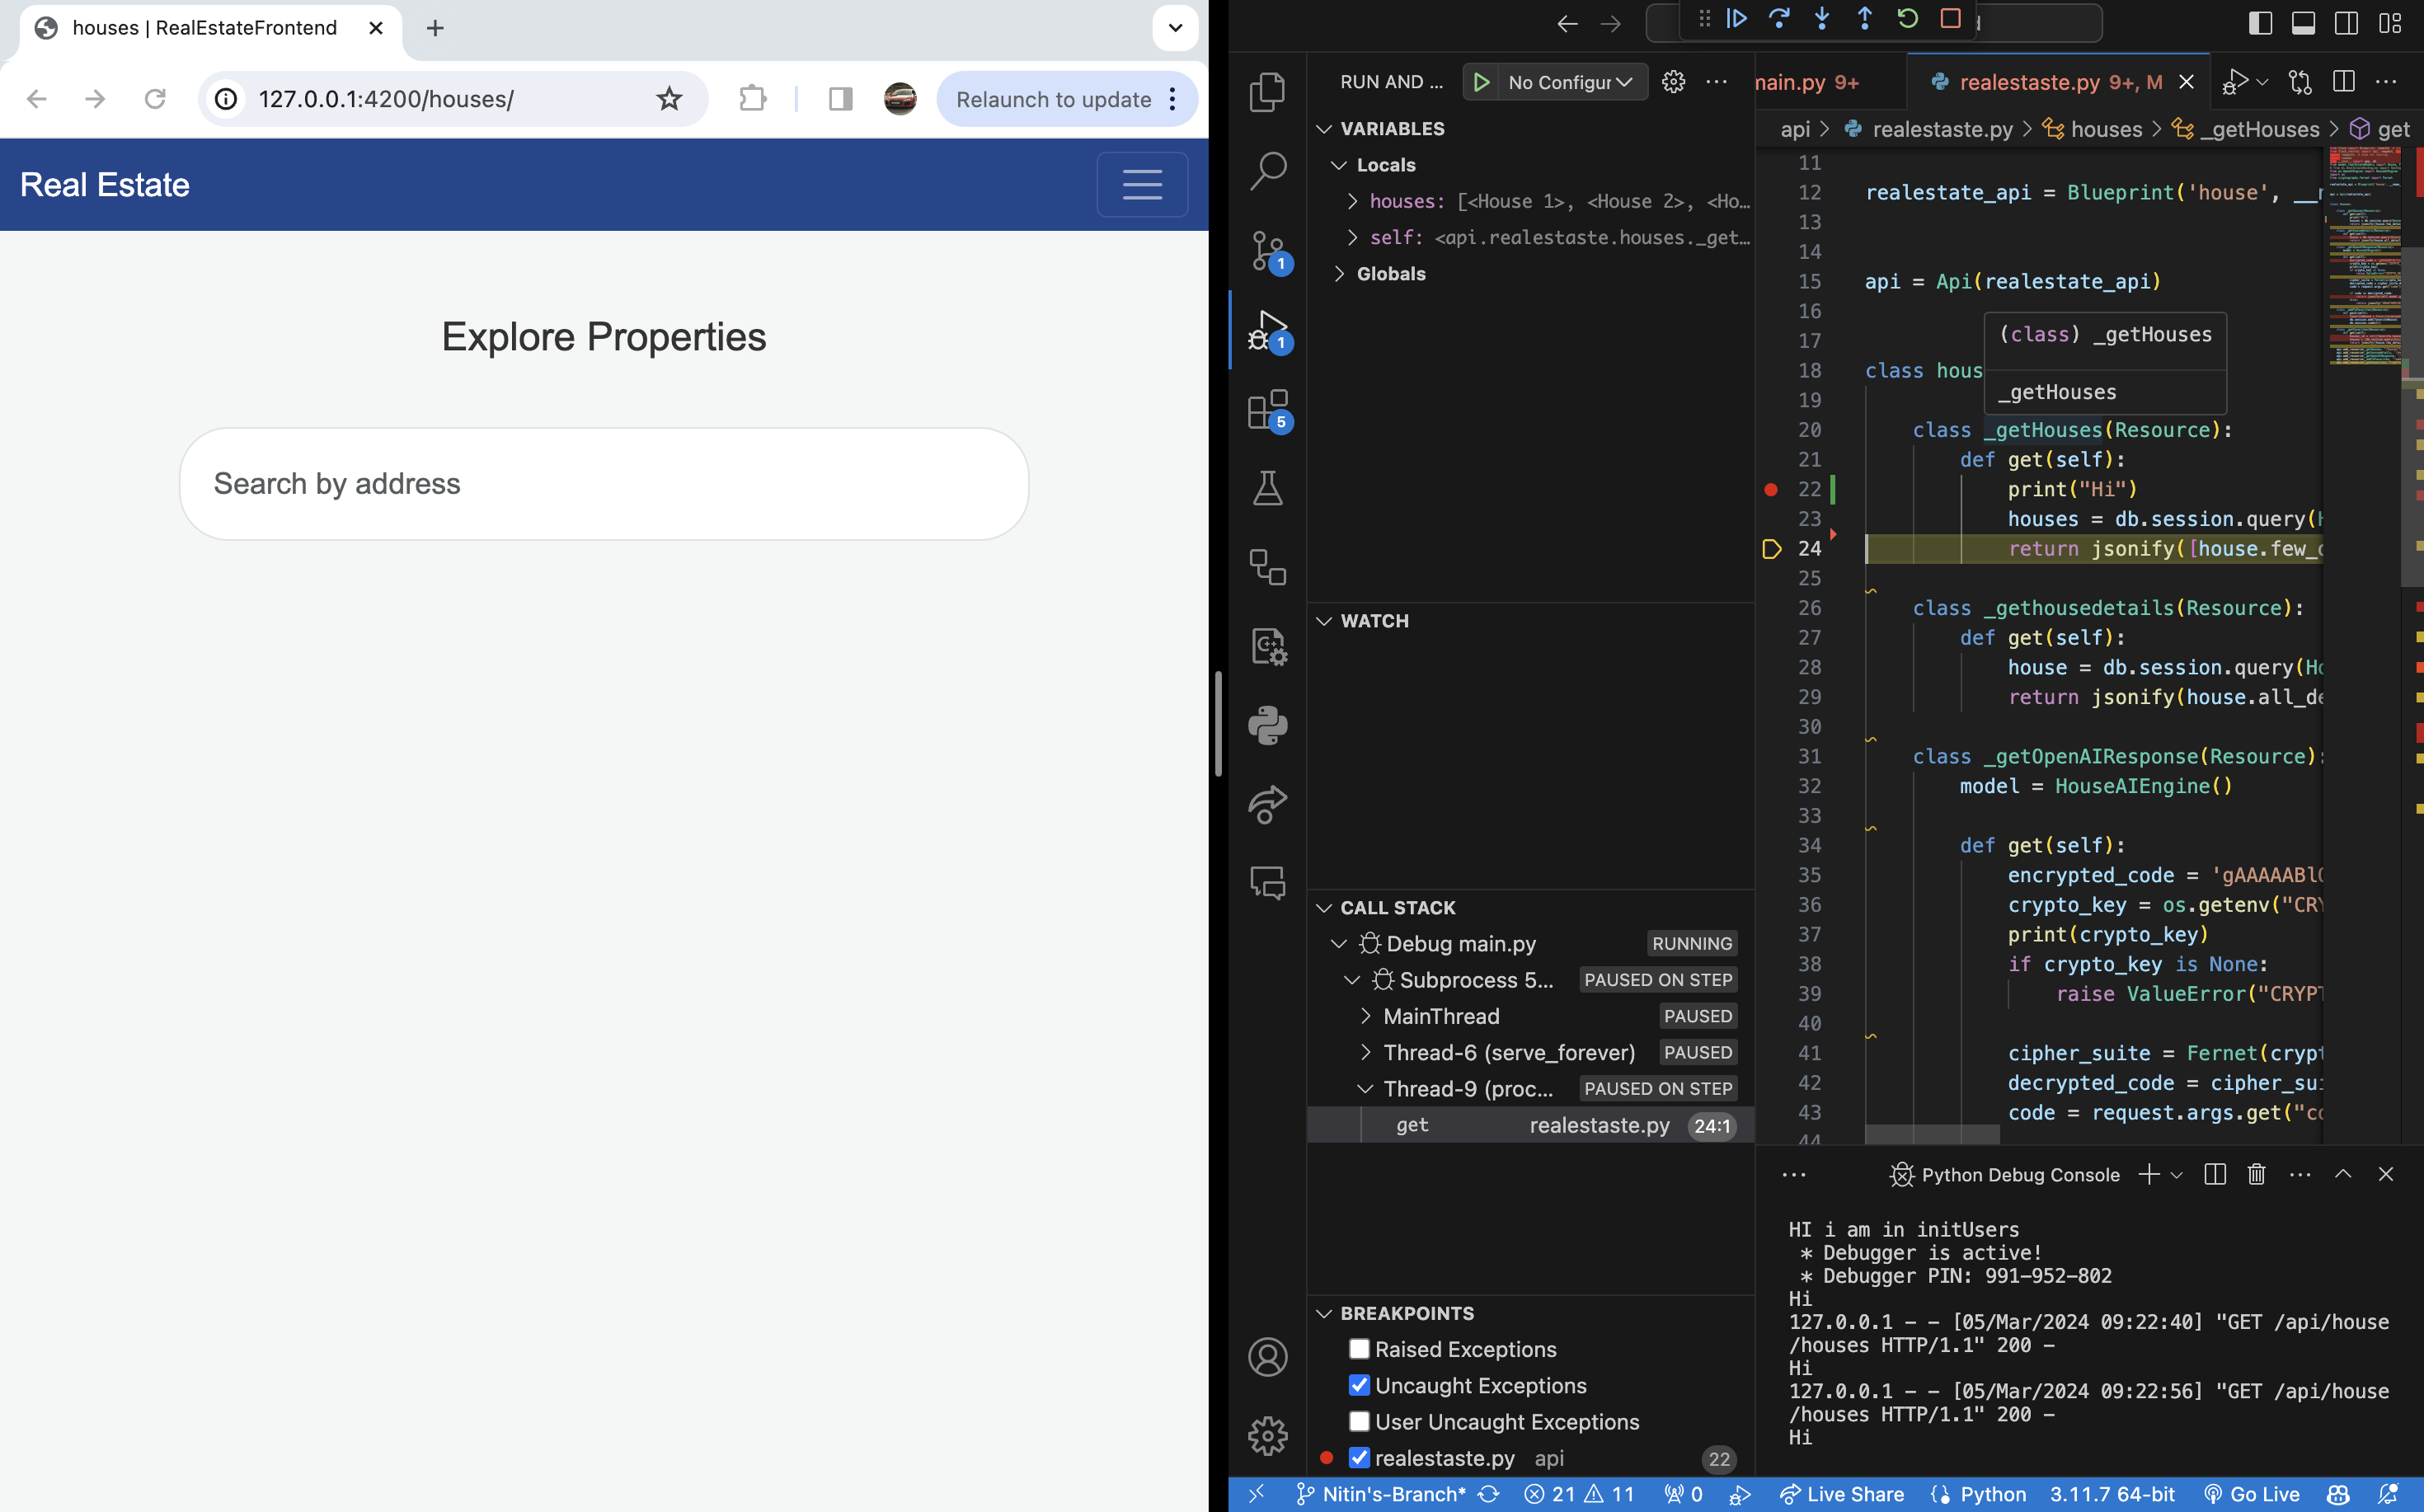 houses | RealEstateFrontend
127.0.0.1:4200/houses/
Relaunch to update
Real Estate
Explore Properties
Search by address
RUN AND ...
No Configur
VARIABLES
Locals
houses: [<House 1>, <House 2>, <Ho...
self: <api.realestaste.houses._get...
Globals
WATCH
CALL STACK
Debug main.py RUNNING
Subprocess 5... PAUSED ON STEP
MainThread PAUSED
Thread-6 (serve_forever) PAUSED
Thread-9 (proc... PAUSED ON STEP
get realestaste.py 24:1
BREAKPOINTS
Raised Exceptions
Uncaught Exceptions
User Uncaught Exceptions
realestaste.py api 22
1
1
5
main.py 9+
realestaste.py 9+, M
api > realestaste.py > houses > _getHouses > get
11
12 realestate_api = Blueprint('house', __
13
14
15 api = Api(realestate_api)
16
17
18 class hous
(class) _getHouses
_getHouses
19
20 class _getHouses(Resource):
21 def get(self):
22 print("Hi")
23 houses = db.session.query(
24 return jsonify([house.few_
25
26 class _gethousedetails(Resource):
27 def get(self):
28 house = db.session.query(Ho
29 return jsonify(house.all_de
30
31 class _getOpenAIResponse(Resource):
32 model = HouseAIEngine()
33
34 def get(self):
35 encrypted_code = 'gAAAAABl
36 crypto_key = os.getenv("CRY
37 print(crypto_key)
38 if crypto_key is None:
39 raise ValueError("CRYPT
40
41 cipher_suite = Fernet(crypt
42 decrypted_code = cipher_sui
43 code = request.args.get("co
44
Python Debug Console
HI i am in initUsers
* Debugger is active!
* Debugger PIN: 991-952-802
Hi
127.0.0.1 - - [05/Mar/2024 09:22:40] "GET /api/house
/houses HTTP/1.1" 200 -
Hi
127.0.0.1 - - [05/Mar/2024 09:22:56] "GET /api/house
/houses HTTP/1.1" 200 -
Hi
Nitin's-Branch* 21 11 0 Live Share Python 3.11.7 64-bit Go Live